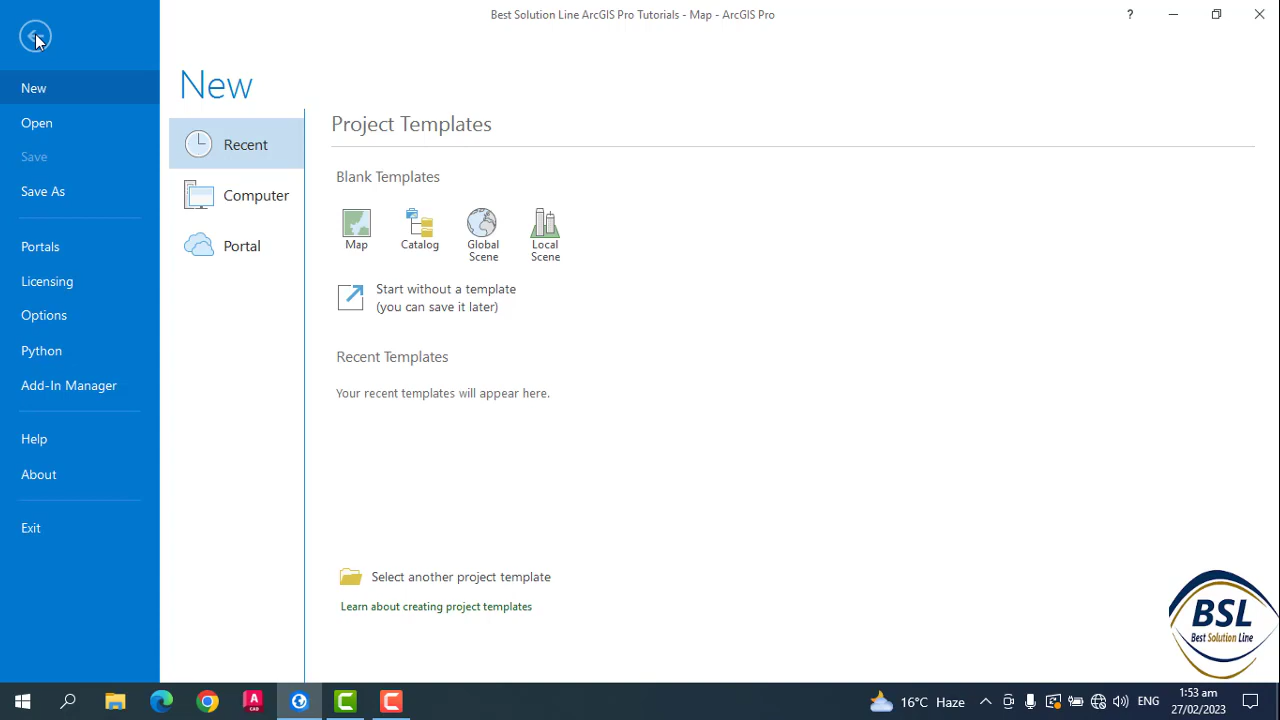 Best Solution Line ArcGIS Pro Tutorials - Map - ArcGIS Pro
?
New
Open
Save
Save As
Portals
Licensing
Options
Python
Add-In Manager
Help
About
Exit
New
Recent
Computer
Portal
Project Templates
Blank Templates
Map
Catalog
Global
Scene
Local
Scene
Start without a template
(you can save it later)
Recent Templates
Your recent templates will appear here.
Select another project template
Learn about creating project templates
BSL
Best Solution Line
A
CAD
C
C
16°C Haze
ENG
1:53 am
27/02/2023